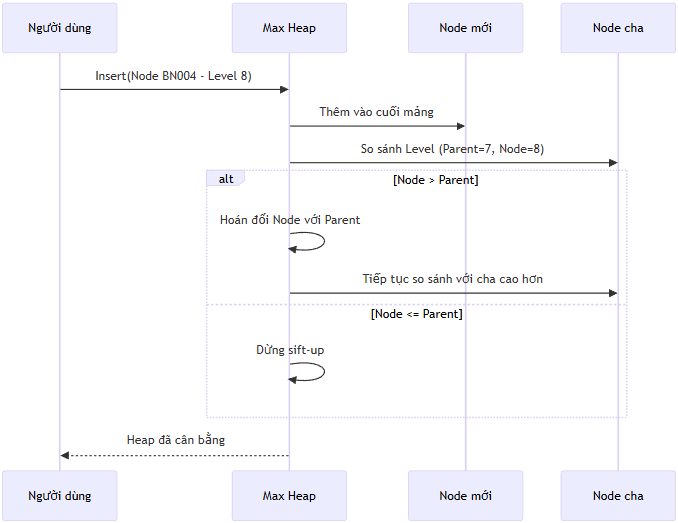 Người dùng
Max Heap
Node mới
Node cha
Insert(Node BN004 - Level 8)
Thêm vào cuối mảng
So sánh Level (Parent=7, Node=8)
alt
[Node > Parent]
Hoán đổi Node với Parent
Tiếp tục so sánh với cha cao hơn
[Node <= Parent]
Dừng sift-up
Heap đã cân bằng
Người dùng
Max Heap
Node mới
Node cha